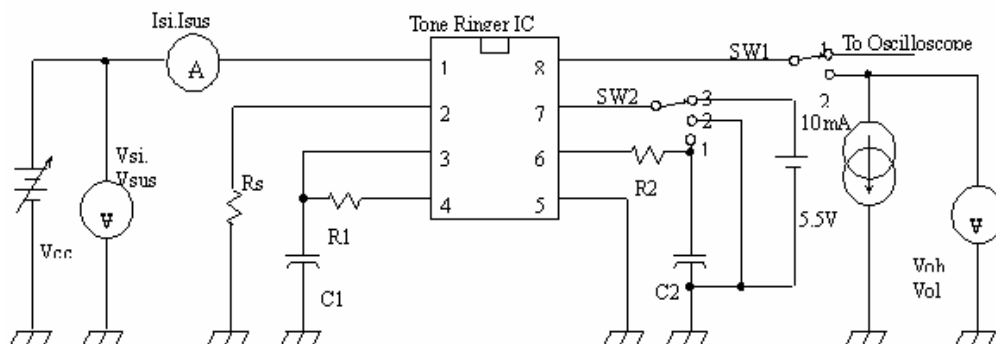 Isi.Isus
Tone Ringer IC
A
1
8
SW1
1
To Oscilloscope
2
2
7
SW2
3
2
1
10mA
Vsi.
Vsus
Rs
3
6
R2
V
V
R1
4
5
5.5V
Vcc
C1
C2
Voh
Vol